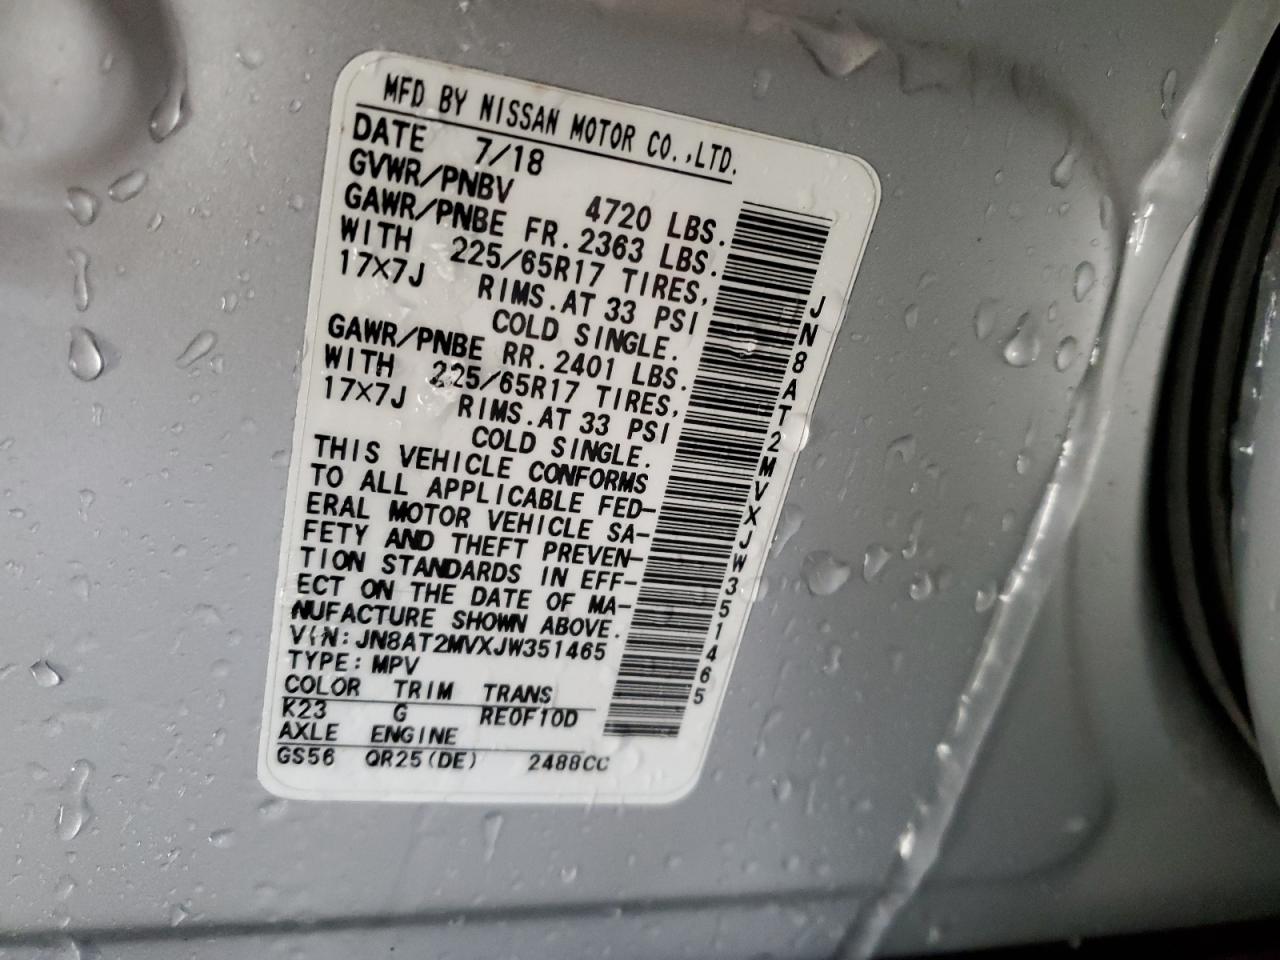 MFD BY NISSAN MOTOR CO.,LTD.
DATE 7/18
GVWR/PNBV 4720 LBS.
GAWR/PNBE FR. 2363 LBS.
WITH 225/65R17 TIRES,
17X7J RIMS. AT 33 PSI
COLD SINGLE.
GAWR/PNBE RR. 2401 LBS.
WITH 225/65R17 TIRES,
17X7J RIMS. AT 33 PSI
COLD SINGLE.
THIS VEHICLE CONFORMS
TO ALL APPLICABLE FED-
ERAL MOTOR VEHICLE SA-
FETY AND THEFT PREVEN-
TION STANDARDS IN EFF-
ECT ON THE DATE OF MA-
NUFACTURE SHOWN ABOVE.
VIN: JN8AT2MVXJW351465
TYPE: MPV
COLOR TRIM TRANS
K23 G RE0F10D
AXLE ENGINE
GS56 QR25(DE) 2488CC
JN8AT2MVXJW351465